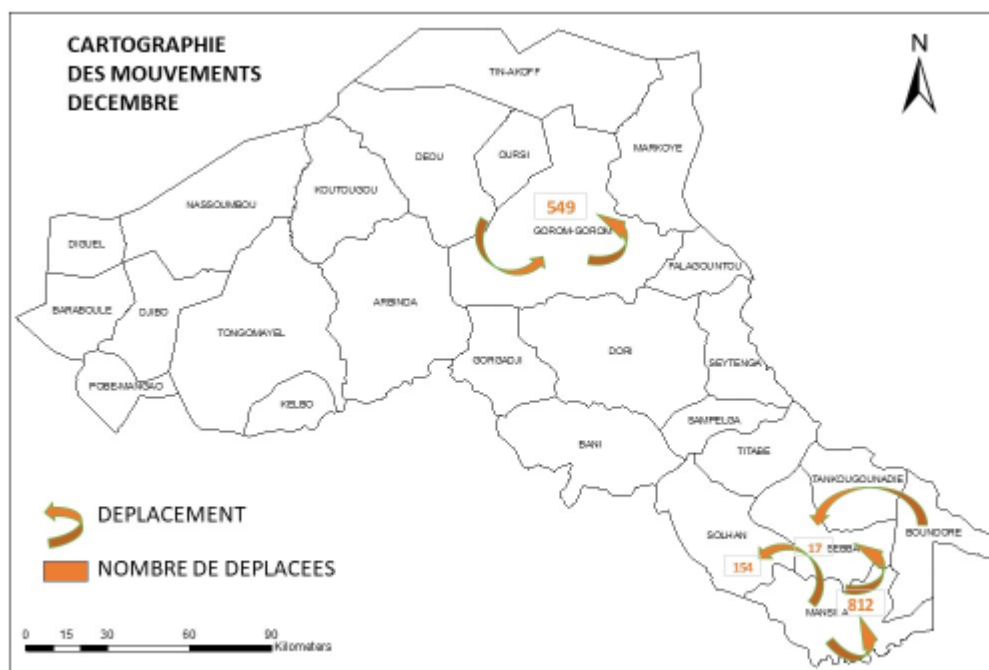 CARTOGRAPHIE
DES MOUVEMENTS
DECEMBRE
N
TIN-AKOFF
MARKOYE
OURSI
DEOU
KOUTOUGOU
NASSOUMBOU
549
GOROM-GOROM
DIGUEL
FALAGOUNTOU
BARABOULE
DJIBO
ARBINDA
TONGOMAYEL
DORI
GORGADJI
SEYTENGA
POBE-MANGAO
KELBO
SAMPELGA
BANI
TITABE
TANKOUGOUNADIE
DEPLACEMENT
SOLHAN
BOUNDORE
17
SEBBA
154
NOMBRE DE DEPLACEES
812
MANSILA
0 15 30 60 90
Kilometers